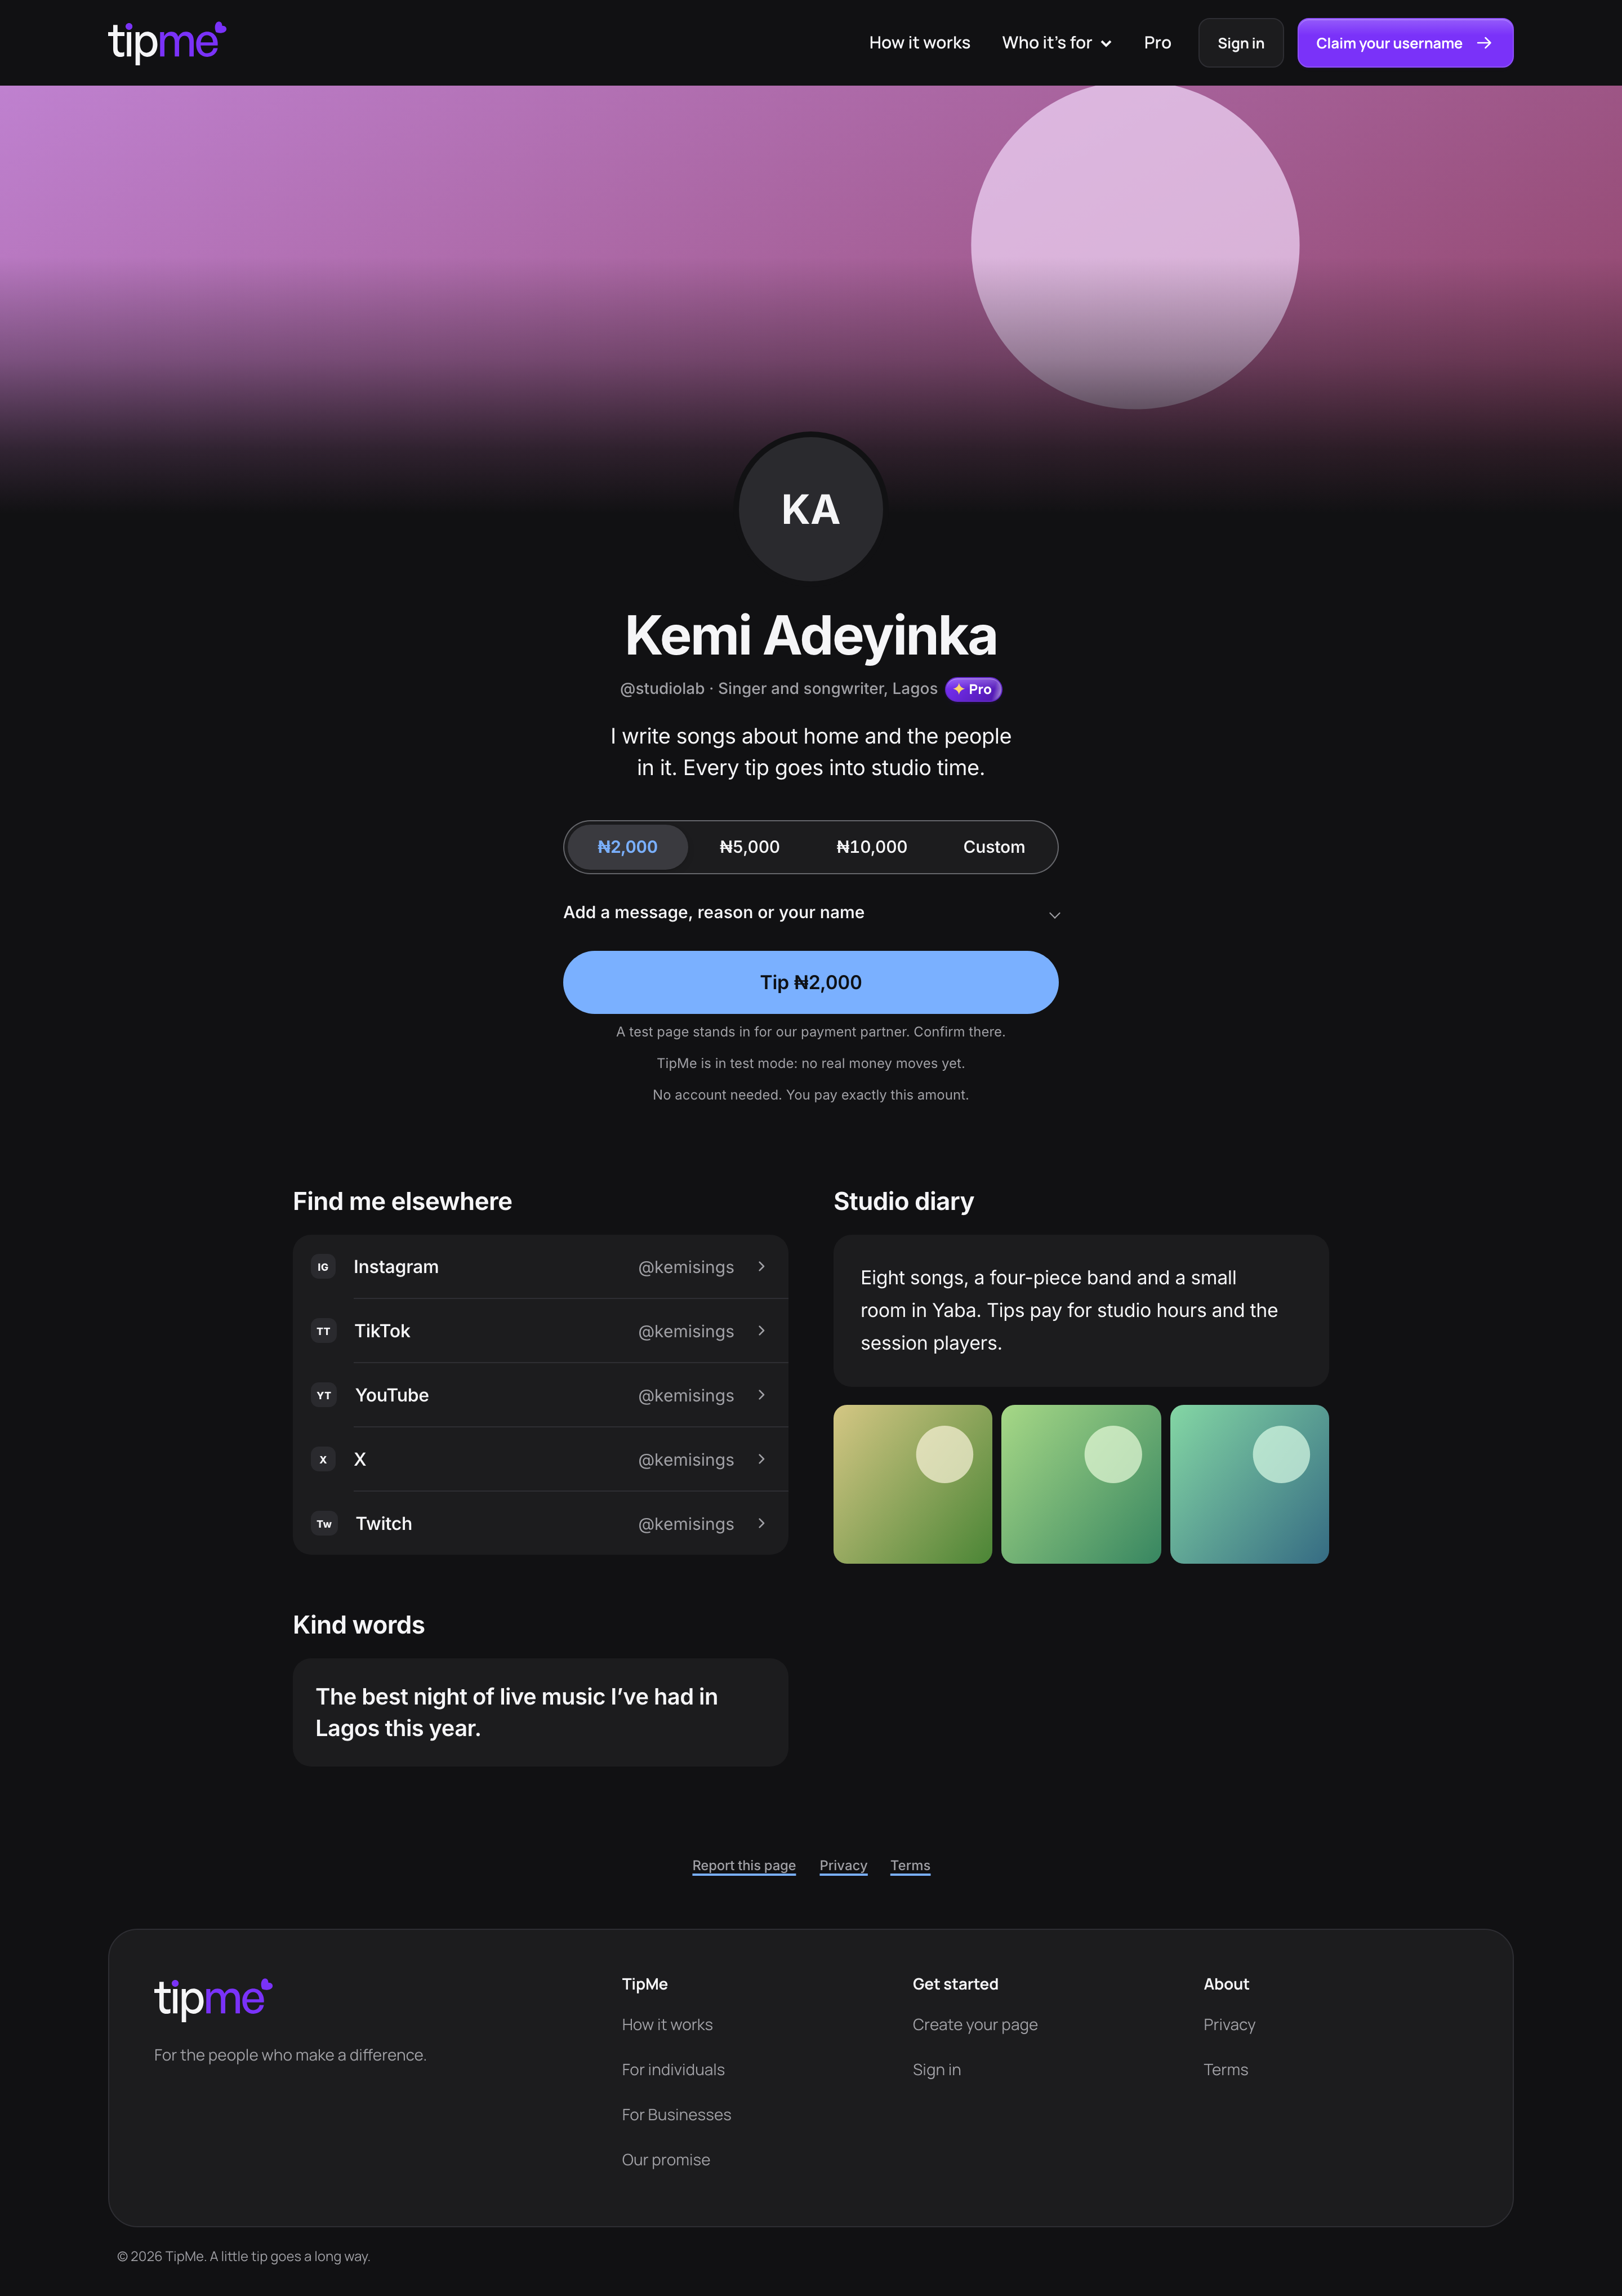 tipme
How it works
Who it's for
Pro
Sign in
Claim your username
KA
Kemi Adeyinka
@studiolab · Singer and songwriter, Lagos
Pro
I write songs about home and the people
in it. Every tip goes into studio time.
₦2,000
₦5,000
₦10,000
Custom
Add a message, reason or your name
Tip ₦2,000
A test page stands in for our payment partner. Confirm there.
TipMe is in test mode: no real money moves yet.
No account needed. You pay exactly this amount.
Find me elsewhere
IG Instagram @kemisings
TT TikTok @kemisings
YT YouTube @kemisings
X X @kemisings
Tw Twitch @kemisings
Studio diary
Eight songs, a four-piece band and a small
room in Yaba. Tips pay for studio hours and the
session players.
Kind words
The best night of live music I’ve had in
Lagos this year.
Report this page
Privacy
Terms
tipme
For the people who make a difference.
TipMe
How it works
For individuals
For Businesses
Our promise
Get started
Create your page
Sign in
About
Privacy
Terms
© 2026 TipMe. A little tip goes a long way.